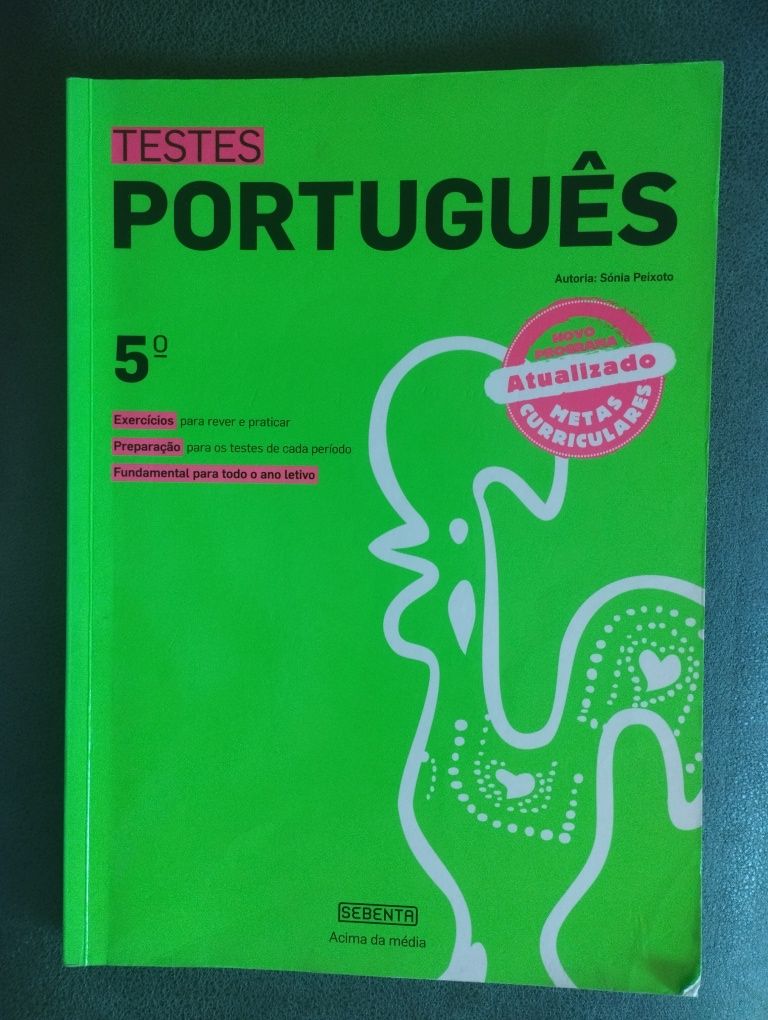 TESTES
PORTUGUÊS
Autoria: Sónia Peixoto
5º
NOVO
PROGRAMA
Atualizado
METAS
CURRICULARES
Exercícios para rever e praticar
Preparação para os testes de cada período
Fundamental para todo o ano letivo
SEBENTA
Acima da média